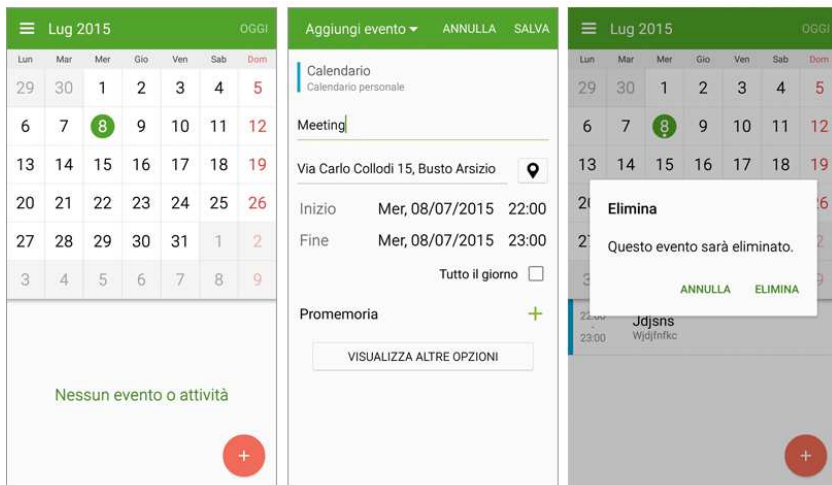 Lug 2015 OGGI
Lun Mar Mer Gio Ven Sab Dom
29 30 1 2 3 4 5
6 7 8 9 10 11 12
13 14 15 16 17 18 19
20 21 22 23 24 25 26
27 28 29 30 31 1 2
3 4 5 6 7 8 9
Nessun evento o attività
+
Aggiungi evento ANNULLA SALVA
Calendario
Calendario personale
Meeting
Via Carlo Collodi 15, Busto Arsizio
Inizio Mer, 08/07/2015 22:00
Fine Mer, 08/07/2015 23:00
Tutto il giorno
Promemoria +
VISUALIZZA ALTRE OPZIONI
Lug 2015 OGGI
Lun Mar Mer Gio Ven Sab Dom
29 30 1 2 3 4 5
6 7 8 9 10 11 12
13 14 15 16 17 18 19
Elimina
Questo evento sarà eliminato.
ANNULLA ELIMINA
22:00 Jdjsns
23:00 Wjdjfnfkc
+